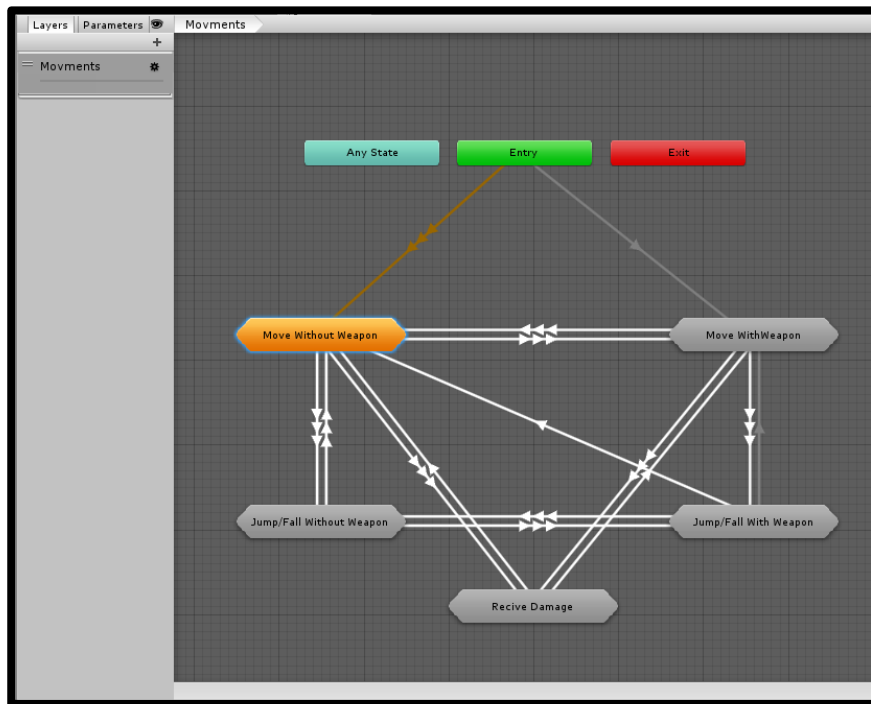 Layers
Parameters
Movments
Movments
Any State
Entry
Exit
Move Without Weapon
Move WithWeapon
Jump/Fall Without Weapon
Jump/Fall With Weapon
Recive Damage